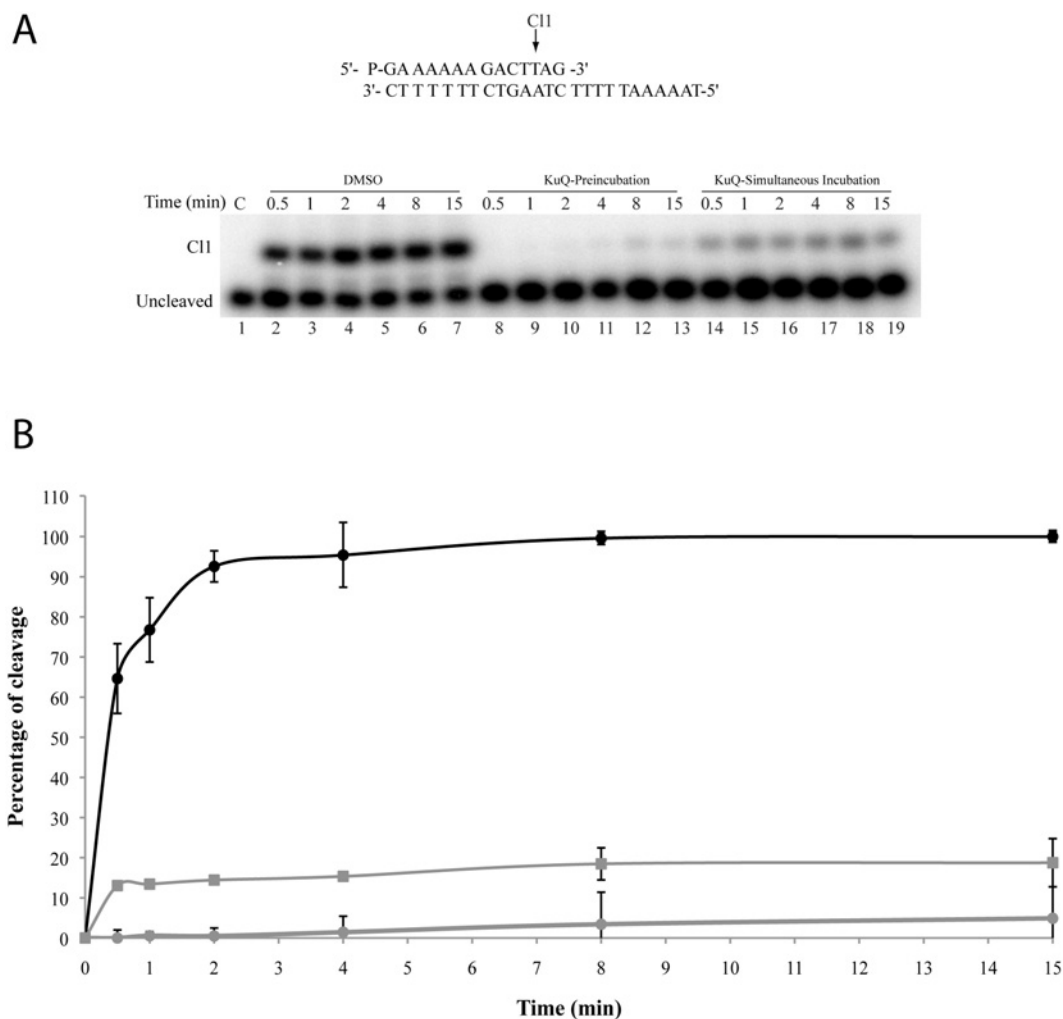 A
Cl1
5'- P-GA AAAAA GACTTAG -3'
3'- CT T T T TT CTGAATC TTTTT TAAAAAT-5'
DMSO KuQ-Preincubation KuQ-Simultaneous Incubation
Time (min) C 0.5 1 2 4 8 15 0.5 1 2 4 8 15 0.5 1 2 4 8 15
Cl1
Uncleaved
1 2 3 4 5 6 7 8 9 10 11 12 13 14 15 16 17 18 19
B
110
100
90
80
70
60
50
40
30
20
10
0
Percentage of cleavage
0 1 2 3 4 5 6 7 8 9 10 11 12 13 14 15
Time (min)